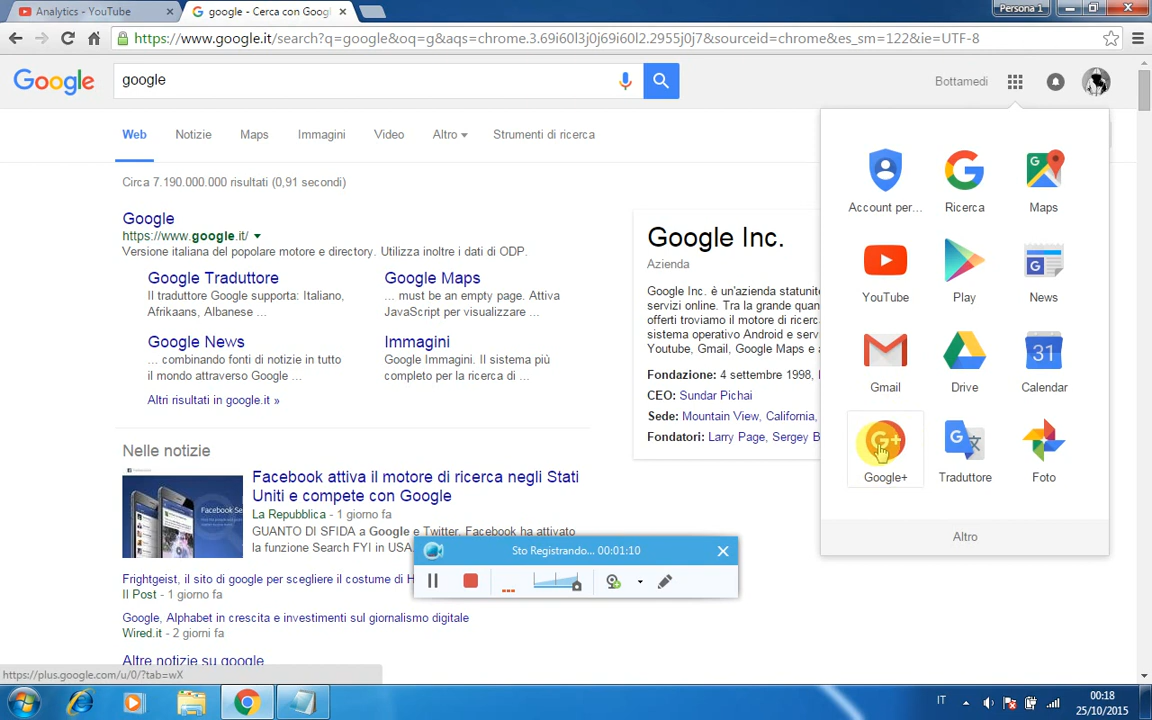 Analytics - YouTube
google - Cerca con Googl
Persona 1
https://www.google.it/search?q=google&oq=g&aqs=chrome.3.69i60l3j0j69i60l2.2955j0j7&sourceid=chrome&es_sm=122&ie=UTF-8
Google
google
Bottamedi
Web
Notizie
Maps
Immagini
Video
Altro
Strumenti di ricerca
Circa 7.190.000.000 risultati (0,91 secondi)
Google
https://www.google.it/
Versione italiana del popolare motore e directory. Utilizza inoltre i dati di ODP.
Google Traduttore
Il traduttore Google supporta: Italiano,
Afrikaans, Albanese ...
Google Maps
... must be an empty page. Attiva
JavaScript per visualizzare ...
Google News
... combinando fonti di notizie in tutto
il mondo attraverso Google ...
Immagini
Google Immagini. Il sistema più
completo per la ricerca di ...
Altri risultati in google.it »
Nelle notizie
Facebook attiva il motore di ricerca negli Stati
Uniti e compete con Google
La Repubblica - 1 giorno fa
GUANTO DI SFIDA a Google e Twitter. Facebook ha attivato
la funzione Search FYI in USA
Frightgeist, il sito di google per scegliere il costume di H
Il Post - 1 giorno fa
Google, Alphabet in crescita e investimenti sul giornalismo digitale
Wired.it - 2 giorni fa
Altre notizie su google
Google Inc.
Azienda
Google Inc. è un'azienda statunite
servizi online. Tra la grande quan
offerti troviamo il motore di ricerc
sistema operativo Android e serv
Youtube, Gmail, Google Maps e a
Fondazione: 4 settembre 1998,
CEO: Sundar Pichai
Sede: Mountain View, California,
Fondatori: Larry Page, Sergey B
Account per...
Ricerca
Maps
YouTube
Play
News
Gmail
Drive
31
Calendar
G+
Google+
Traduttore
Foto
Altro
Sto Registrando... 00:01:10
https://plus.google.com/u/0/?tab=wX
IT
00:18
25/10/2015